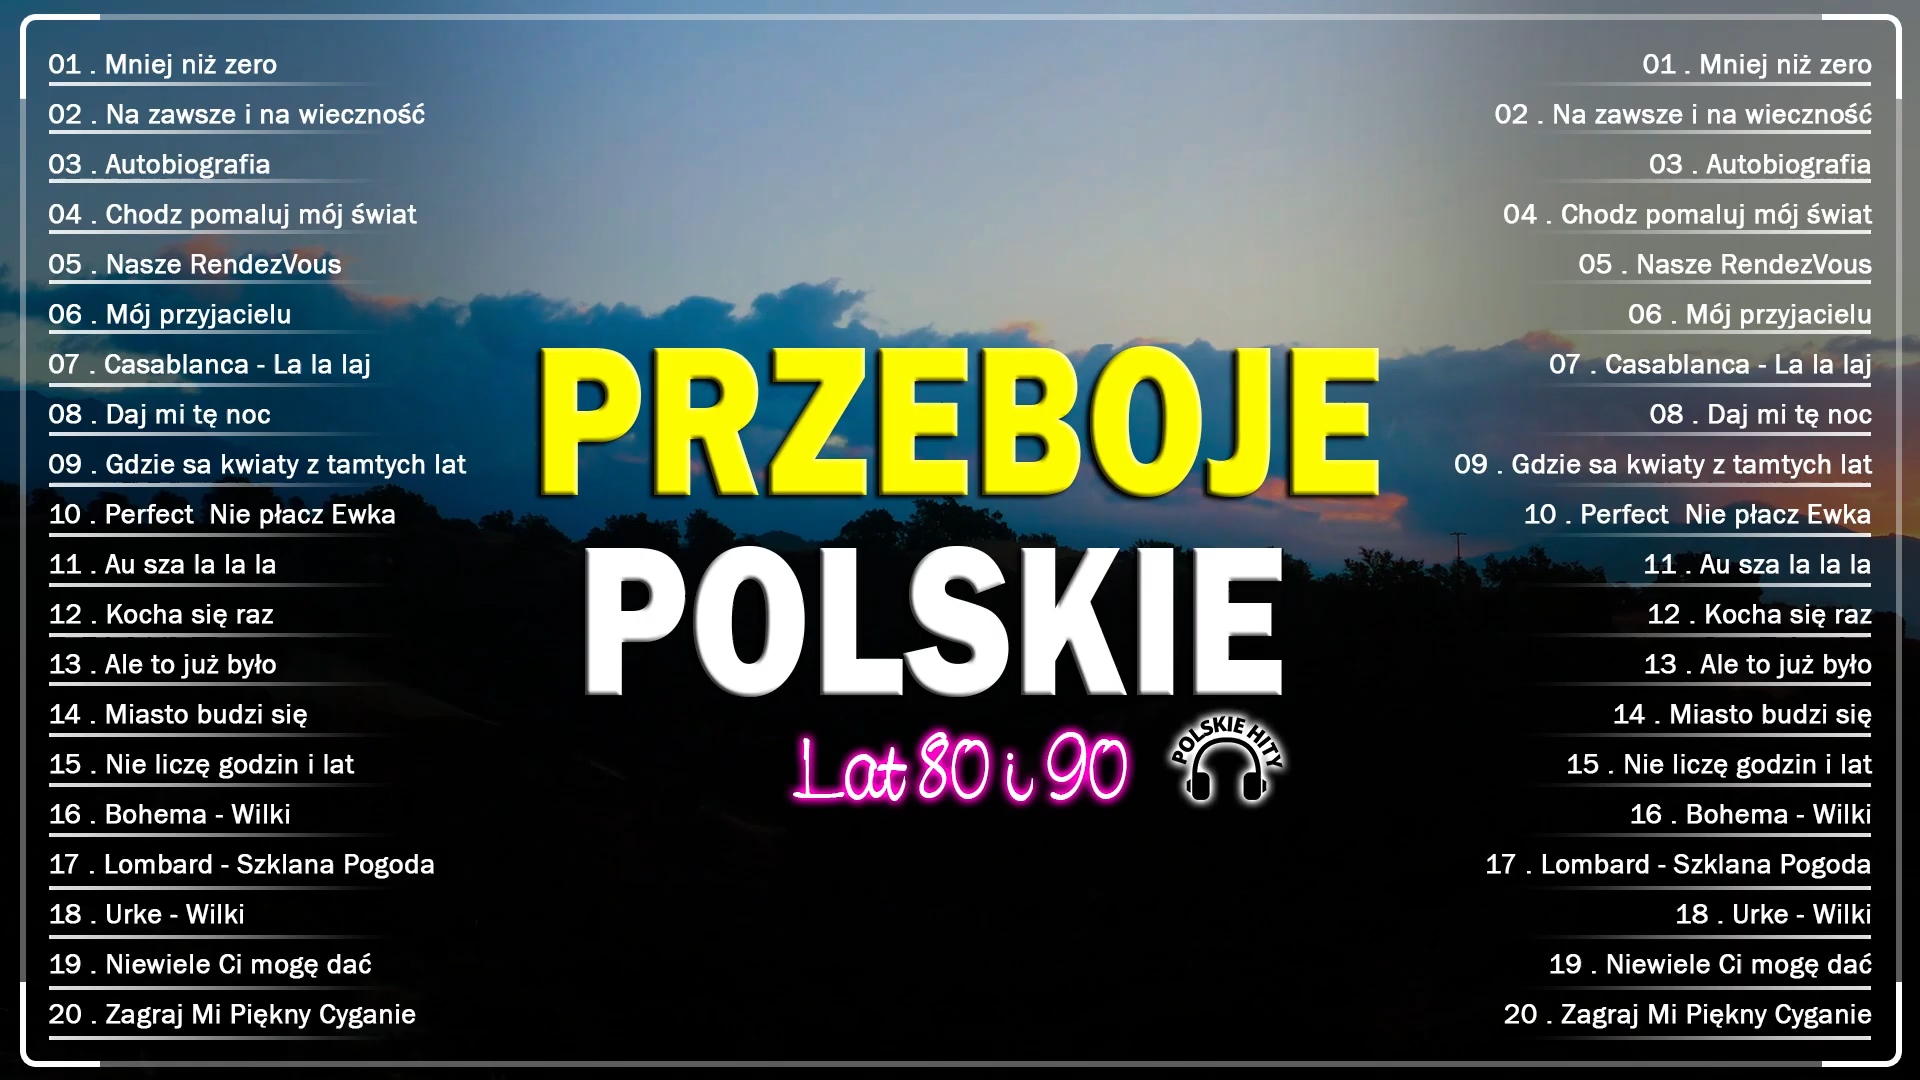 01 . Mniej niż zero
02 . Na zawsze i na wieczność
03 . Autobiografia
04 . Chodz pomaluj mój świat
05 . Nasze RendezVous
06 . Mój przyjacielu
07 . Casablanca - La la laj
08 . Daj mi tę noc
09 . Gdzie sa kwiaty z tamtych lat
10 . Perfect  Nie płacz Ewka
11 . Au sza la la la
12 . Kocha się raz
13 . Ale to już było
14 . Miasto budzi się
15 . Nie liczę godzin i lat
16 . Bohema - Wilki
17 . Lombard - Szklana Pogoda
18 . Urke - Wilki
19 . Niewiele Ci mogę dać
20 . Zagraj Mi Piękny Cyganie
PRZEBOJE
POLSKIE
Lat 80 i 90
POLSKIE HITY
01 . Mniej niż zero
02 . Na zawsze i na wieczność
03 . Autobiografia
04 . Chodz pomaluj mój świat
05 . Nasze RendezVous
06 . Mój przyjacielu
07 . Casablanca - La la laj
08 . Daj mi tę noc
09 . Gdzie sa kwiaty z tamtych lat
10 . Perfect  Nie płacz Ewka
11 . Au sza la la la
12 . Kocha się raz
13 . Ale to już było
14 . Miasto budzi się
15 . Nie liczę godzin i lat
16 . Bohema - Wilki
17 . Lombard - Szklana Pogoda
18 . Urke - Wilki
19 . Niewiele Ci mogę dać
20 . Zagraj Mi Piękny Cyganie